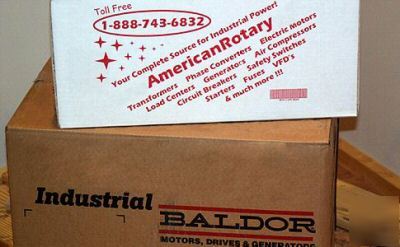 Toll Free
1-888-743-6832
Your Complete Source for Industrial Power!
AmericanRotary
Transformers Phase Converters Electric Motors
Load Centers Generators Air Compressors
Circuit Breakers Safety Switches
Starters Fuses VFD's
& much more !!!
Industrial
BALDOR
MOTORS, DRIVES & GENERATORS